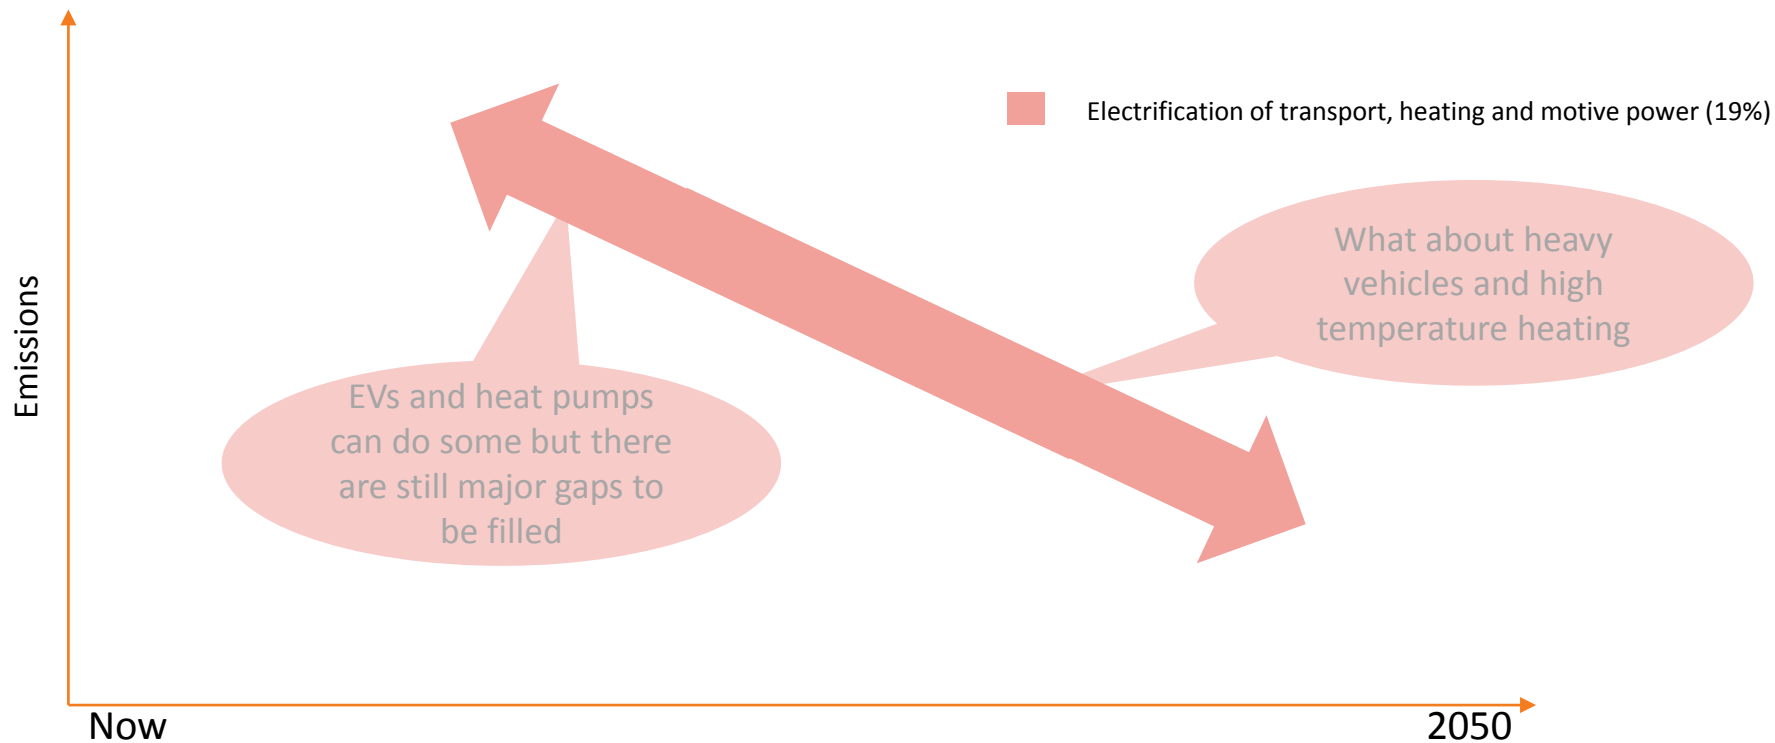 Electrification of transport, heating and motive power (19%)
What about heavy
vehicles and high
temperature heating
Emissions
EVs and heat pumps
can do some but there
are still major gaps to
be filled
Now
2050